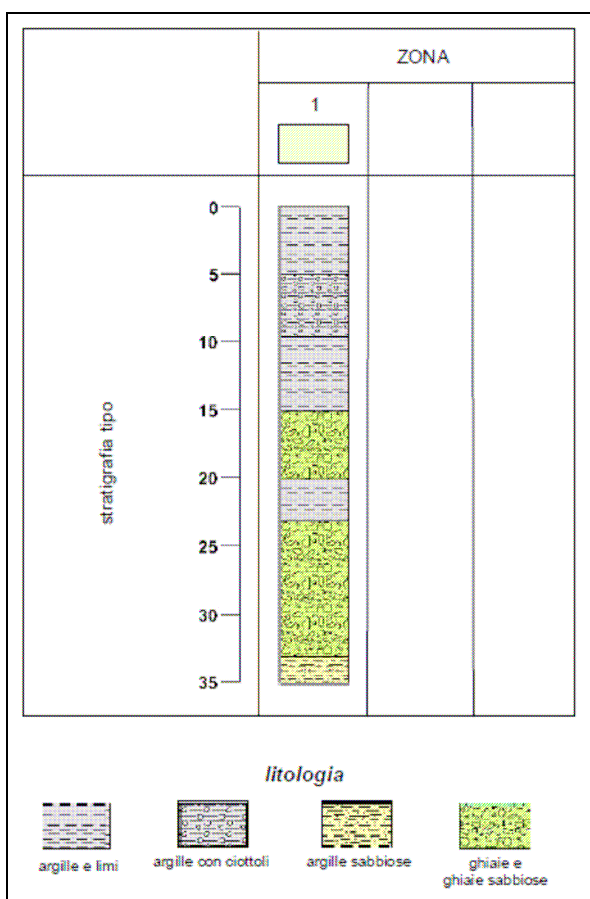 ZONA
1
0
5
10
15
20
25
30
35
stratigrafia tipo
litologia
argille e limi
argille con ciottoli
argille sabbiose
ghiaie e
ghiaie sabbiose